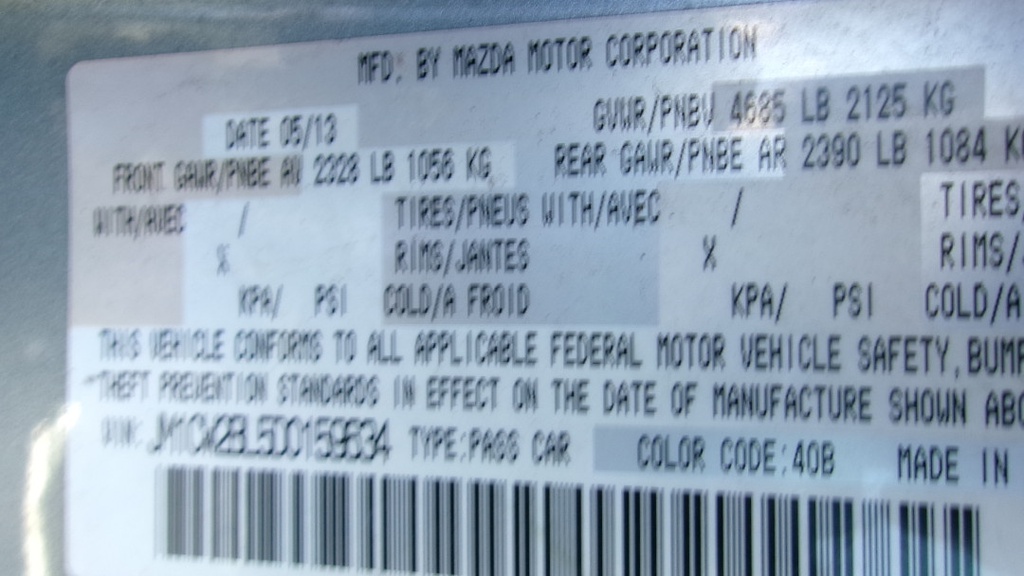 MFD. BY MAZDA MOTOR CORPORATION
DATE 05/13 GVWR/PNBV 4685 LB 2125 KG
FRONT GAWR/PNBE AV 2328 LB 1056 KG REAR GAWR/PNBE AR 2390 LB 1084 KG
WITH/AVEC / TIRES/PNEUS WITH/AVEC / TIRES
X RIMS/JANTES X RIMS/
KPA/ PSI COLD/A FROID KPA/ PSI COLD/A
THIS VEHICLE CONFORMS TO ALL APPLICABLE FEDERAL MOTOR VEHICLE SAFETY, BUMP
THEFT PREVENTION STANDARDS IN EFFECT ON THE DATE OF MANUFACTURE SHOWN ABO
VIN: JM1CW2BL5D0159634 TYPE:PASS CAR COLOR CODE:40B MADE IN